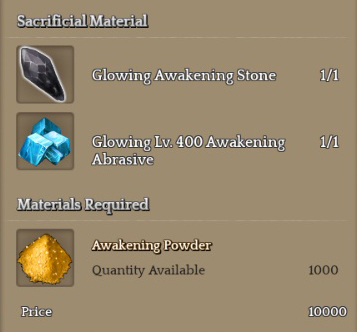 Sacrificial Material
Glowing Awakening Stone 1/1
Glowing Lv. 400 Awakening 1/1
Abrasive
Materials Required
Awakening Powder
Quantity Available 1000
Price 10000